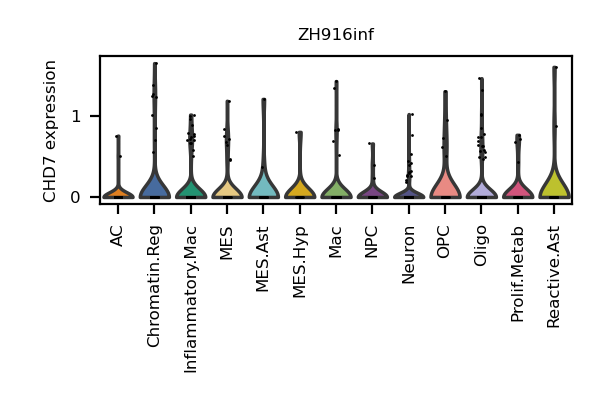 ZH916inf
CHD7 expression
1
0
AC
Chromatin.Reg
Inflammatory.Mac
MES
MES.Ast
MES.Hyp
Mac
NPC
Neuron
OPC
Oligo
Prolif.Metab
Reactive.Ast